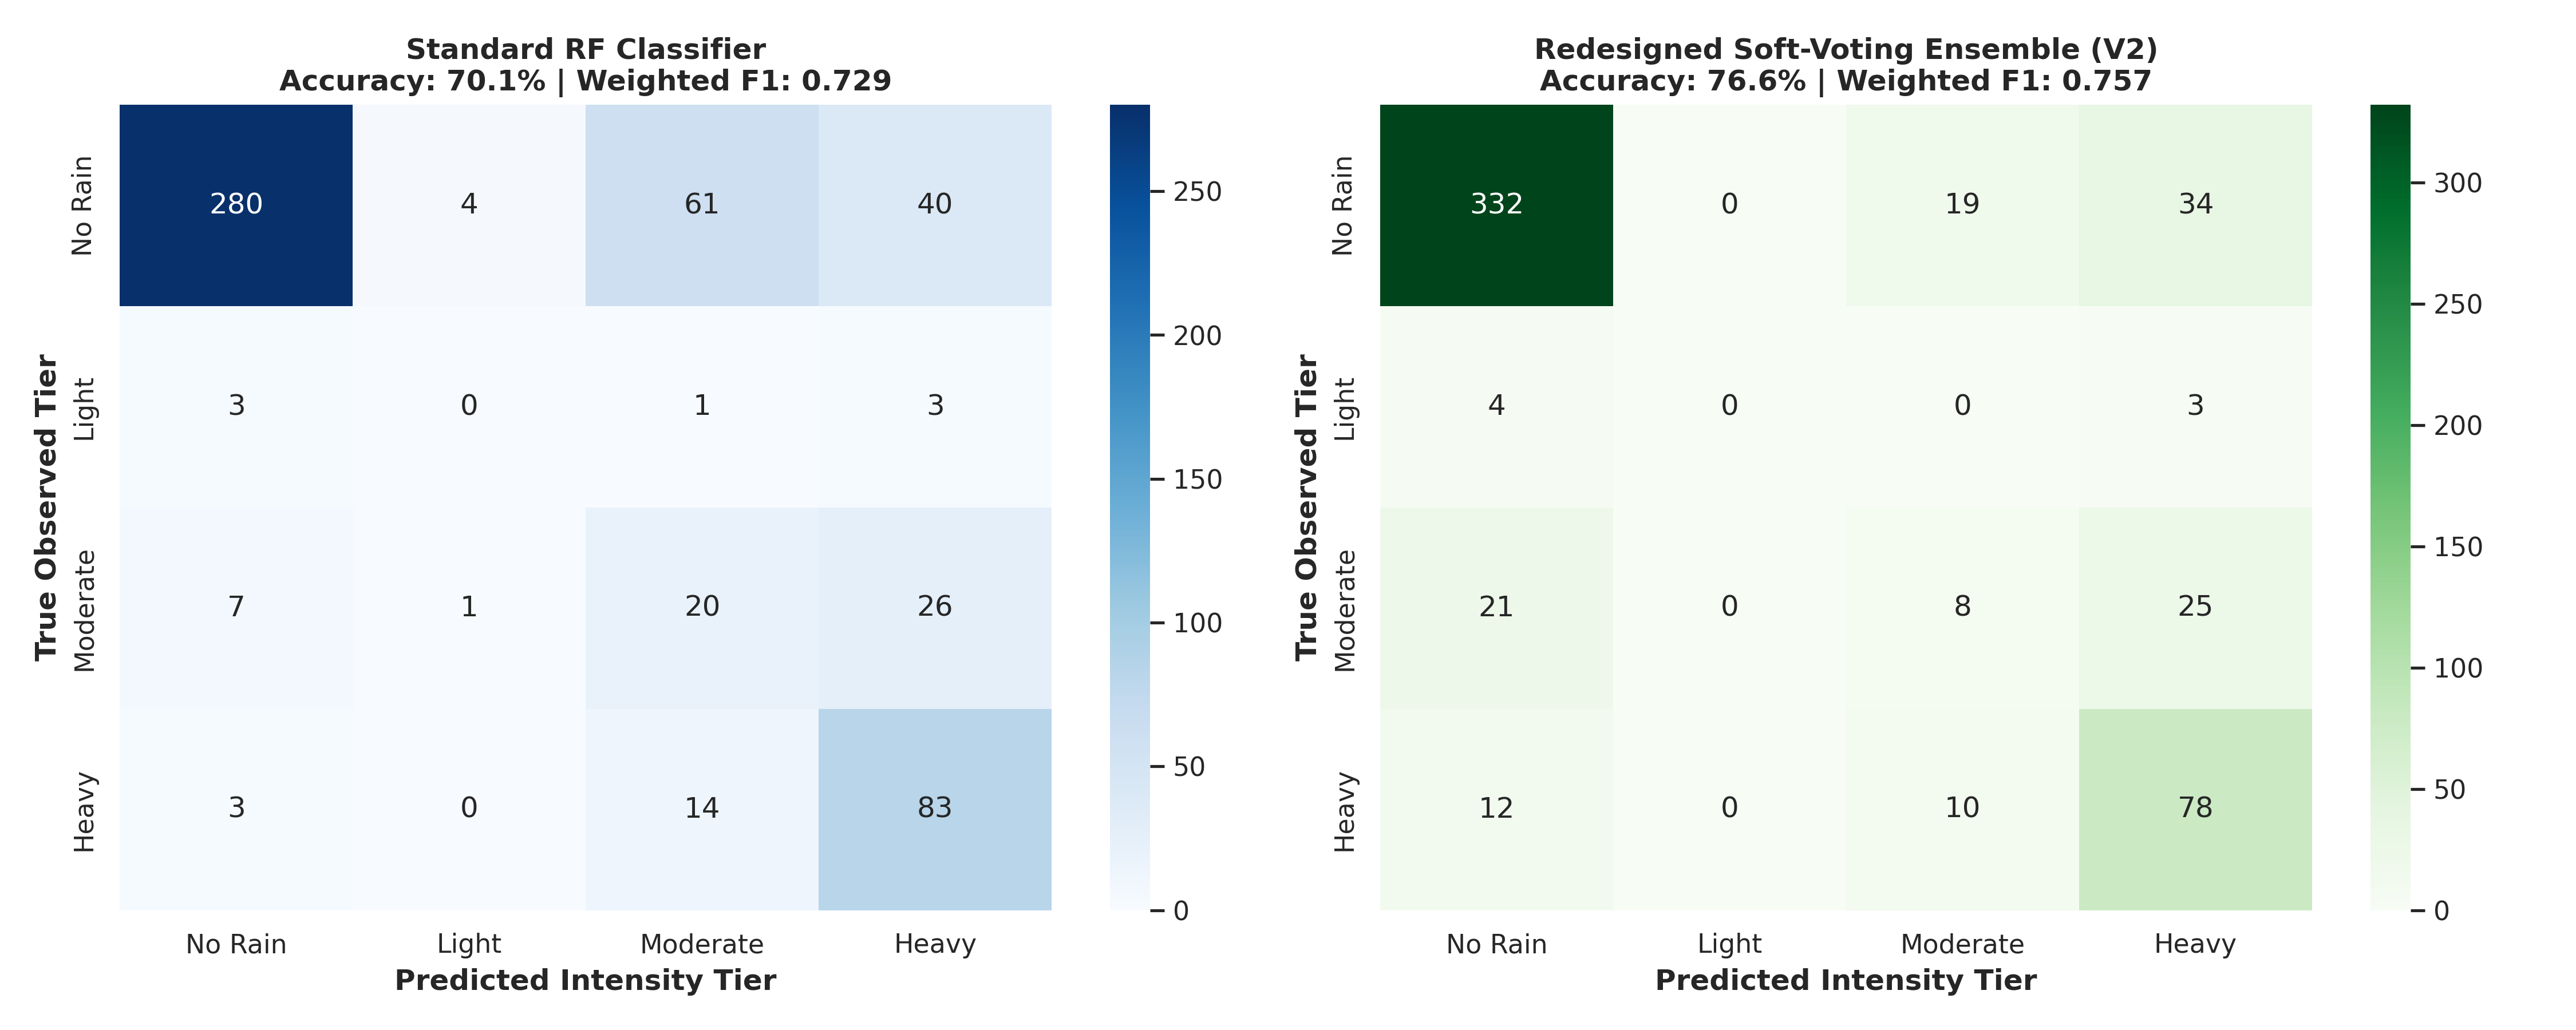 Standard RF Classifier
Accuracy: 70.1% | Weighted F1: 0.729
True Observed Tier
No Rain
Light
Moderate
Heavy
280 4 61 40
3 0 1 3
7 1 20 26
3 0 14 83
No Rain Light Moderate Heavy
Predicted Intensity Tier
250
200
150
100
50
0
Redesigned Soft-Voting Ensemble (V2)
Accuracy: 76.6% | Weighted F1: 0.757
True Observed Tier
No Rain
Light
Moderate
Heavy
332 0 19 34
4 0 0 3
21 0 8 25
12 0 10 78
No Rain Light Moderate Heavy
Predicted Intensity Tier
300
250
200
150
100
50
0